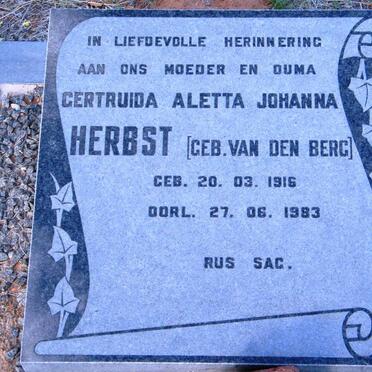 IN LIEFDEVOLLE HERINNERING
AAN ONS MOEDER EN OUMA
GERTRUIDA ALETTA JOHANNA
HERBST [GEB. VAN DEN BERG]
GEB. 20. 03. 1916
OORL. 27. 06. 1983
RUS SAG.